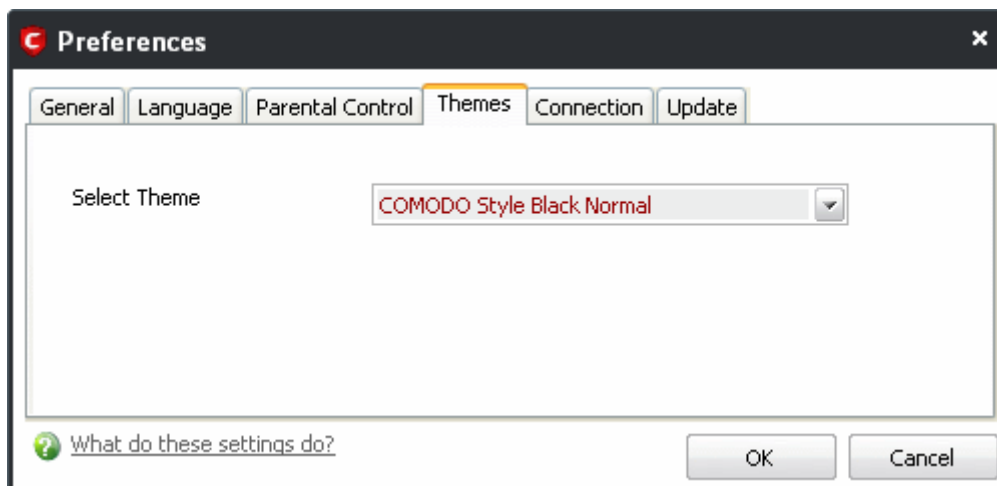 Preferences
General Language Parental Control Themes Connection Update
Select Theme COMODO Style Black Normal
What do these settings do? OK Cancel